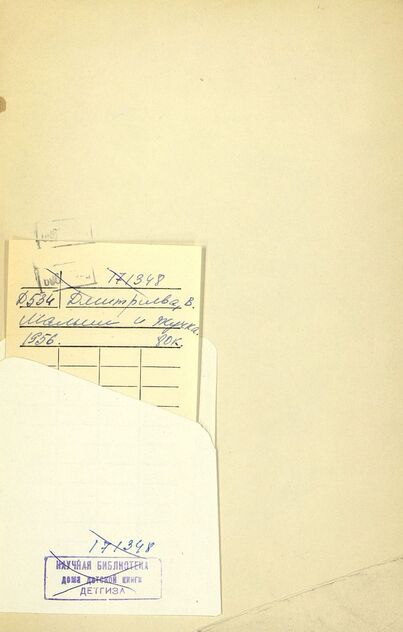 171348
Д534 Дмитриева, В.
Малыш и Жучка.
1956. 80к.
171348
НАУЧНАЯ БИБЛИОТЕКА
ДОМА ДЕТСКОЙ КНИГИ
ДЕТГИЗА